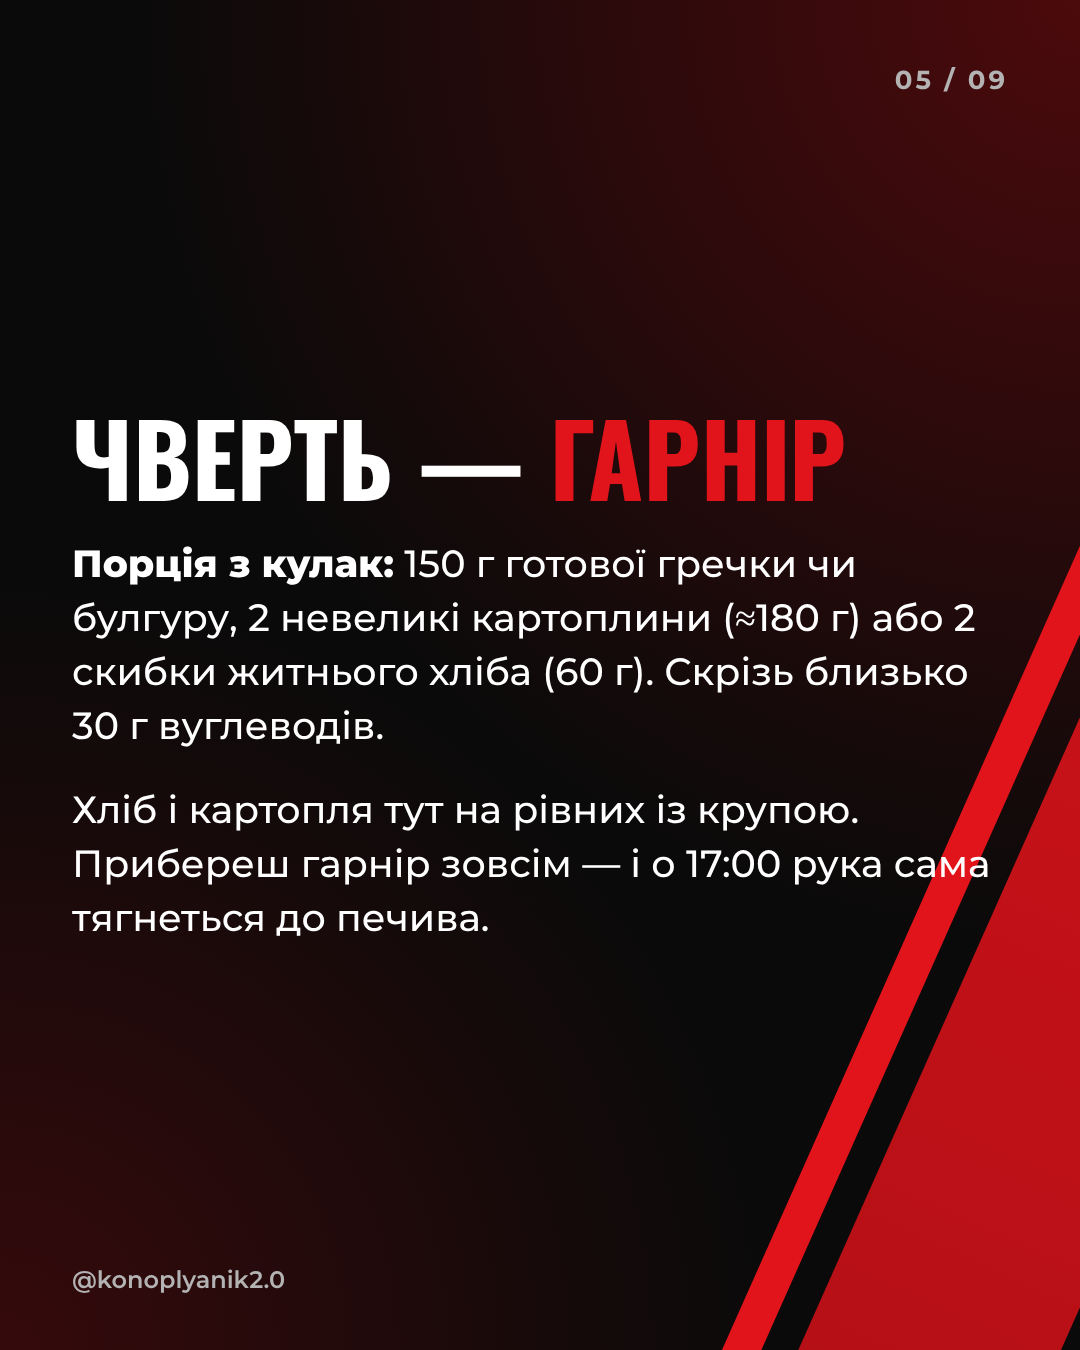 05 / 09
ЧВЕРТЬ — ГАРНІР
Порція з кулак: 150 г готової гречки чи
булгуру, 2 невеликі картоплини (≈180 г) або 2
скибки житнього хліба (60 г). Скрізь близько
30 г вуглеводів.
Хліб і картопля тут на рівних із крупою.
Прибереш гарнір зовсім — і о 17:00 рука сама
тягнеться до печива.
@konoplyanik2.0